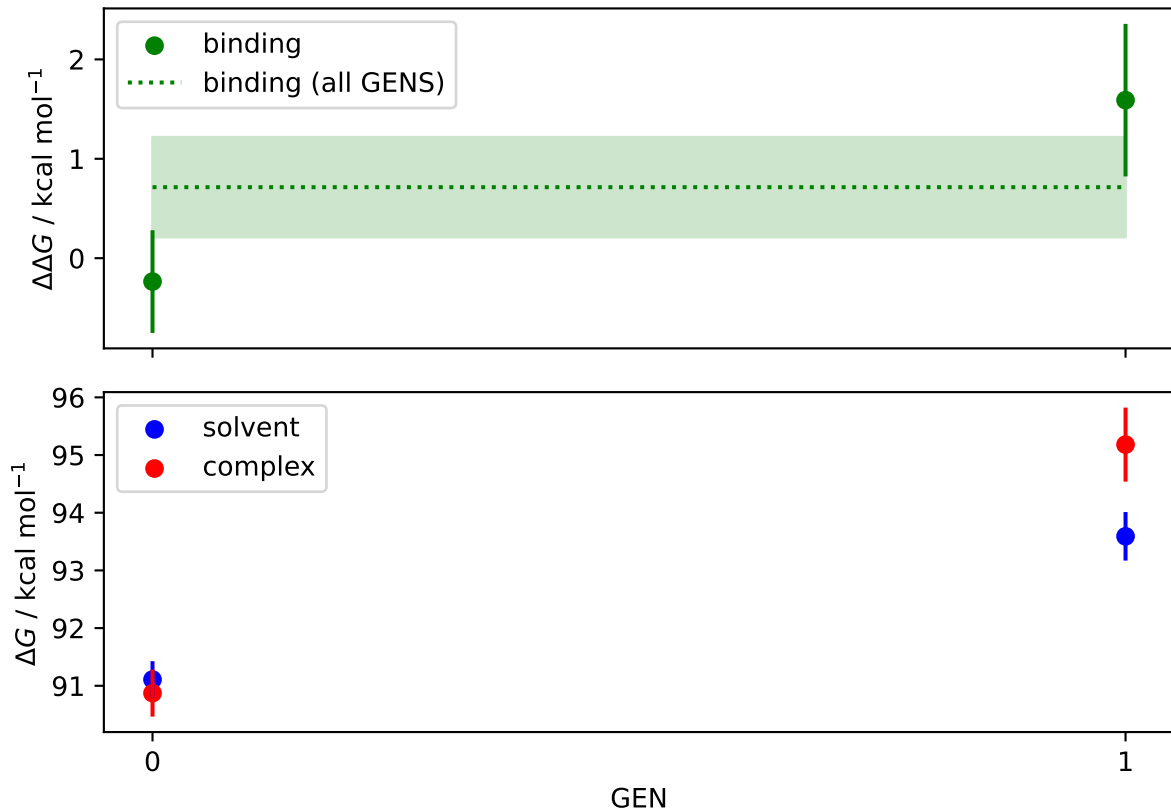 binding
binding (all GENS)
2
1
0
ΔΔG / kcal mol⁻¹
solvent
complex
96
95
94
93
92
91
ΔG / kcal mol⁻¹
0
1
GEN